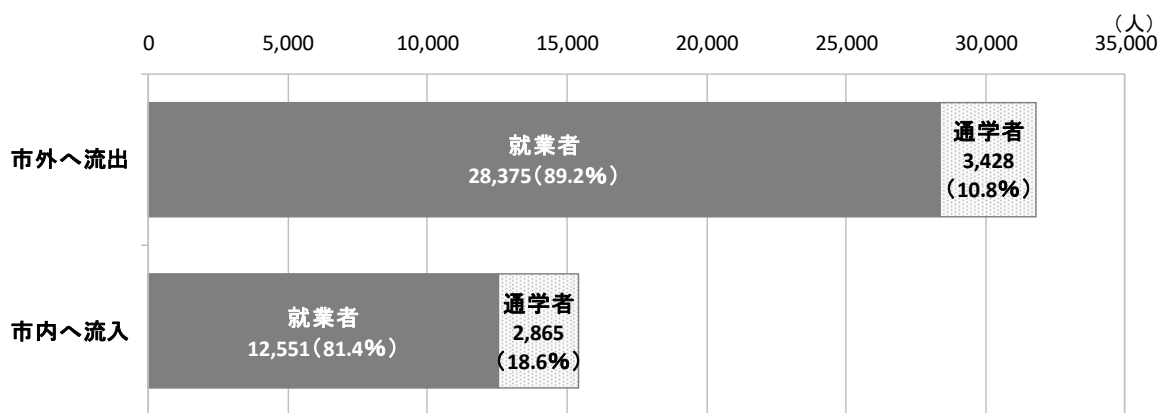 （人）
0 5,000 10,000 15,000 20,000 25,000 30,000 35,000
市外へ流出
就業者
28,375（89.2%）
通学者
3,428
（10.8%）
市内へ流入
就業者
12,551（81.4%）
通学者
2,865
（18.6%）